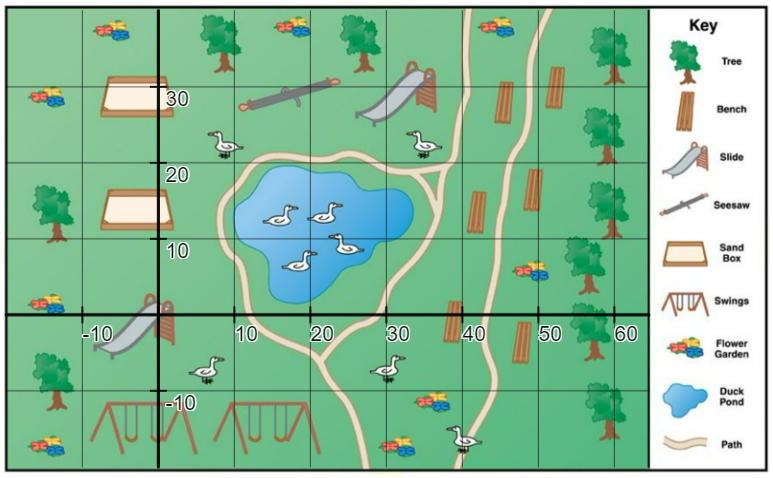 Key
Tree
Bench
Slide
Seesaw
Sand
Box
Swings
Flower
Garden
Duck
Pond
Path
30
20
10
-10
10
20
30
40
50
60
-10